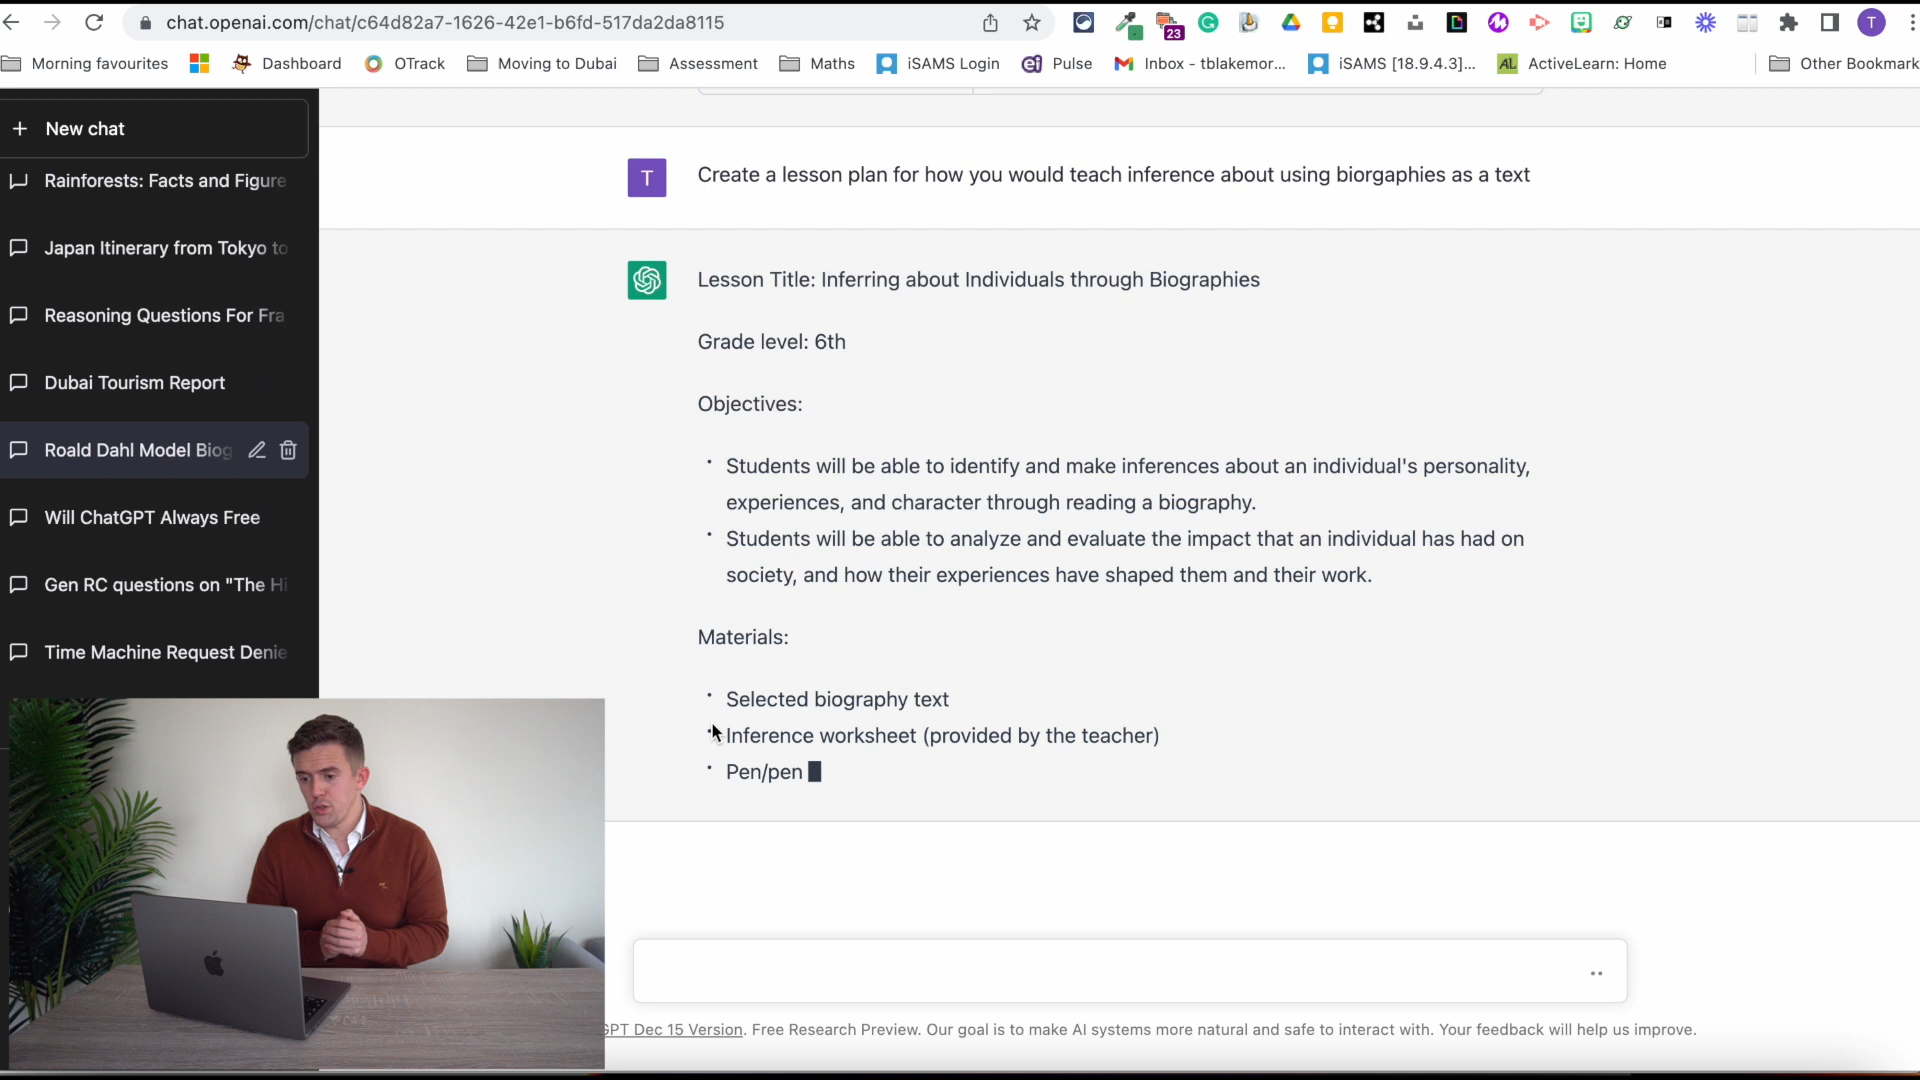 chat.openai.com/chat/c64d82a7-1626-42e1-b6fd-517da2da8115
23
T
Morning favourites
Dashboard
OTrack
Moving to Dubai
Assessment
Maths
iSAMS Login
Pulse
Inbox - tblakemor...
iSAMS [18.9.4.3]...
AL
ActiveLearn: Home
Other Bookmark
New chat
Rainforests: Facts and Figure
Japan Itinerary from Tokyo to
Reasoning Questions For Fra
Dubai Tourism Report
Roald Dahl Model Biog
Will ChatGPT Always Free
Gen RC questions on "The Hi
Time Machine Request Denie
T
Create a lesson plan for how you would teach inference about using biorgaphies as a text
Lesson Title: Inferring about Individuals through Biographies
Grade level: 6th
Objectives:
• Students will be able to identify and make inferences about an individual's personality,
experiences, and character through reading a biography.
• Students will be able to analyze and evaluate the impact that an individual has had on
society, and how their experiences have shaped them and their work.
Materials:
• Selected biography text
• Inference worksheet (provided by the teacher)
• Pen/pen
GPT Dec 15 Version. Free Research Preview. Our goal is to make AI systems more natural and safe to interact with. Your feedback will help us improve.